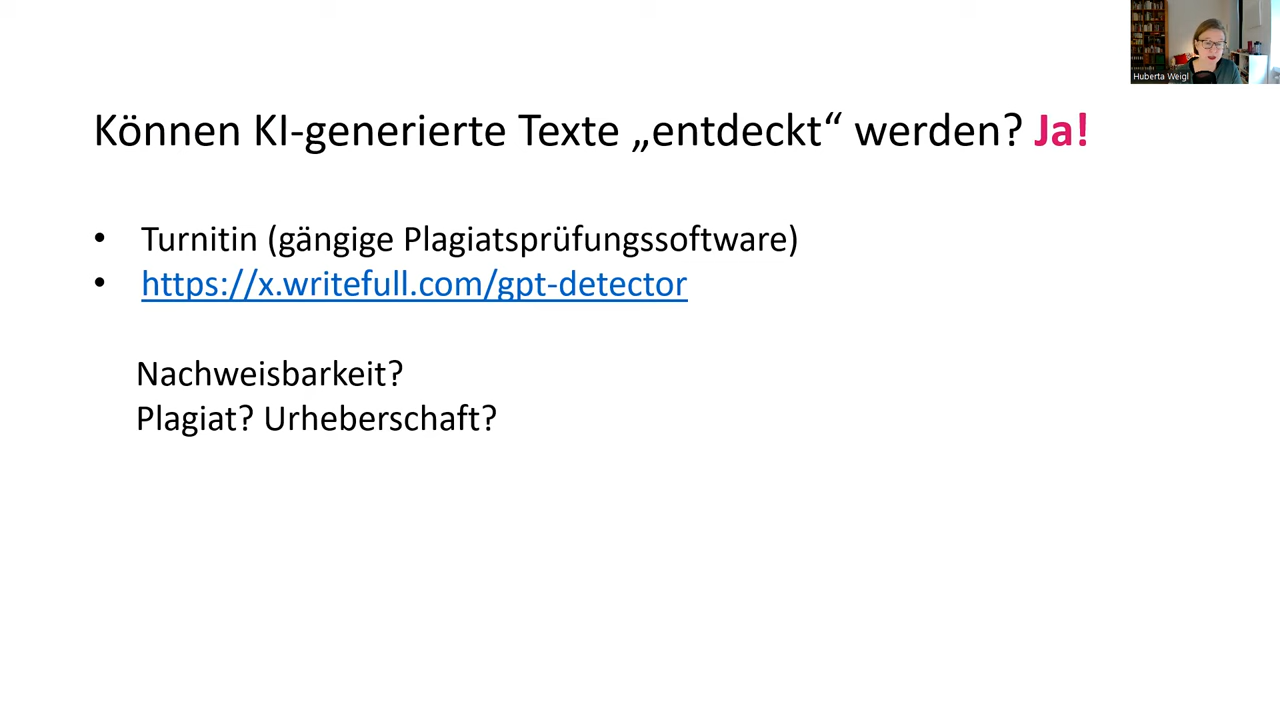 Huberta Weigl
Können KI-generierte Texte „entdeckt“ werden? Ja!
• Turnitin (gängige Plagiatsprüfungssoftware)
• https://x.writefull.com/gpt-detector
Nachweisbarkeit?
Plagiat? Urheberschaft?